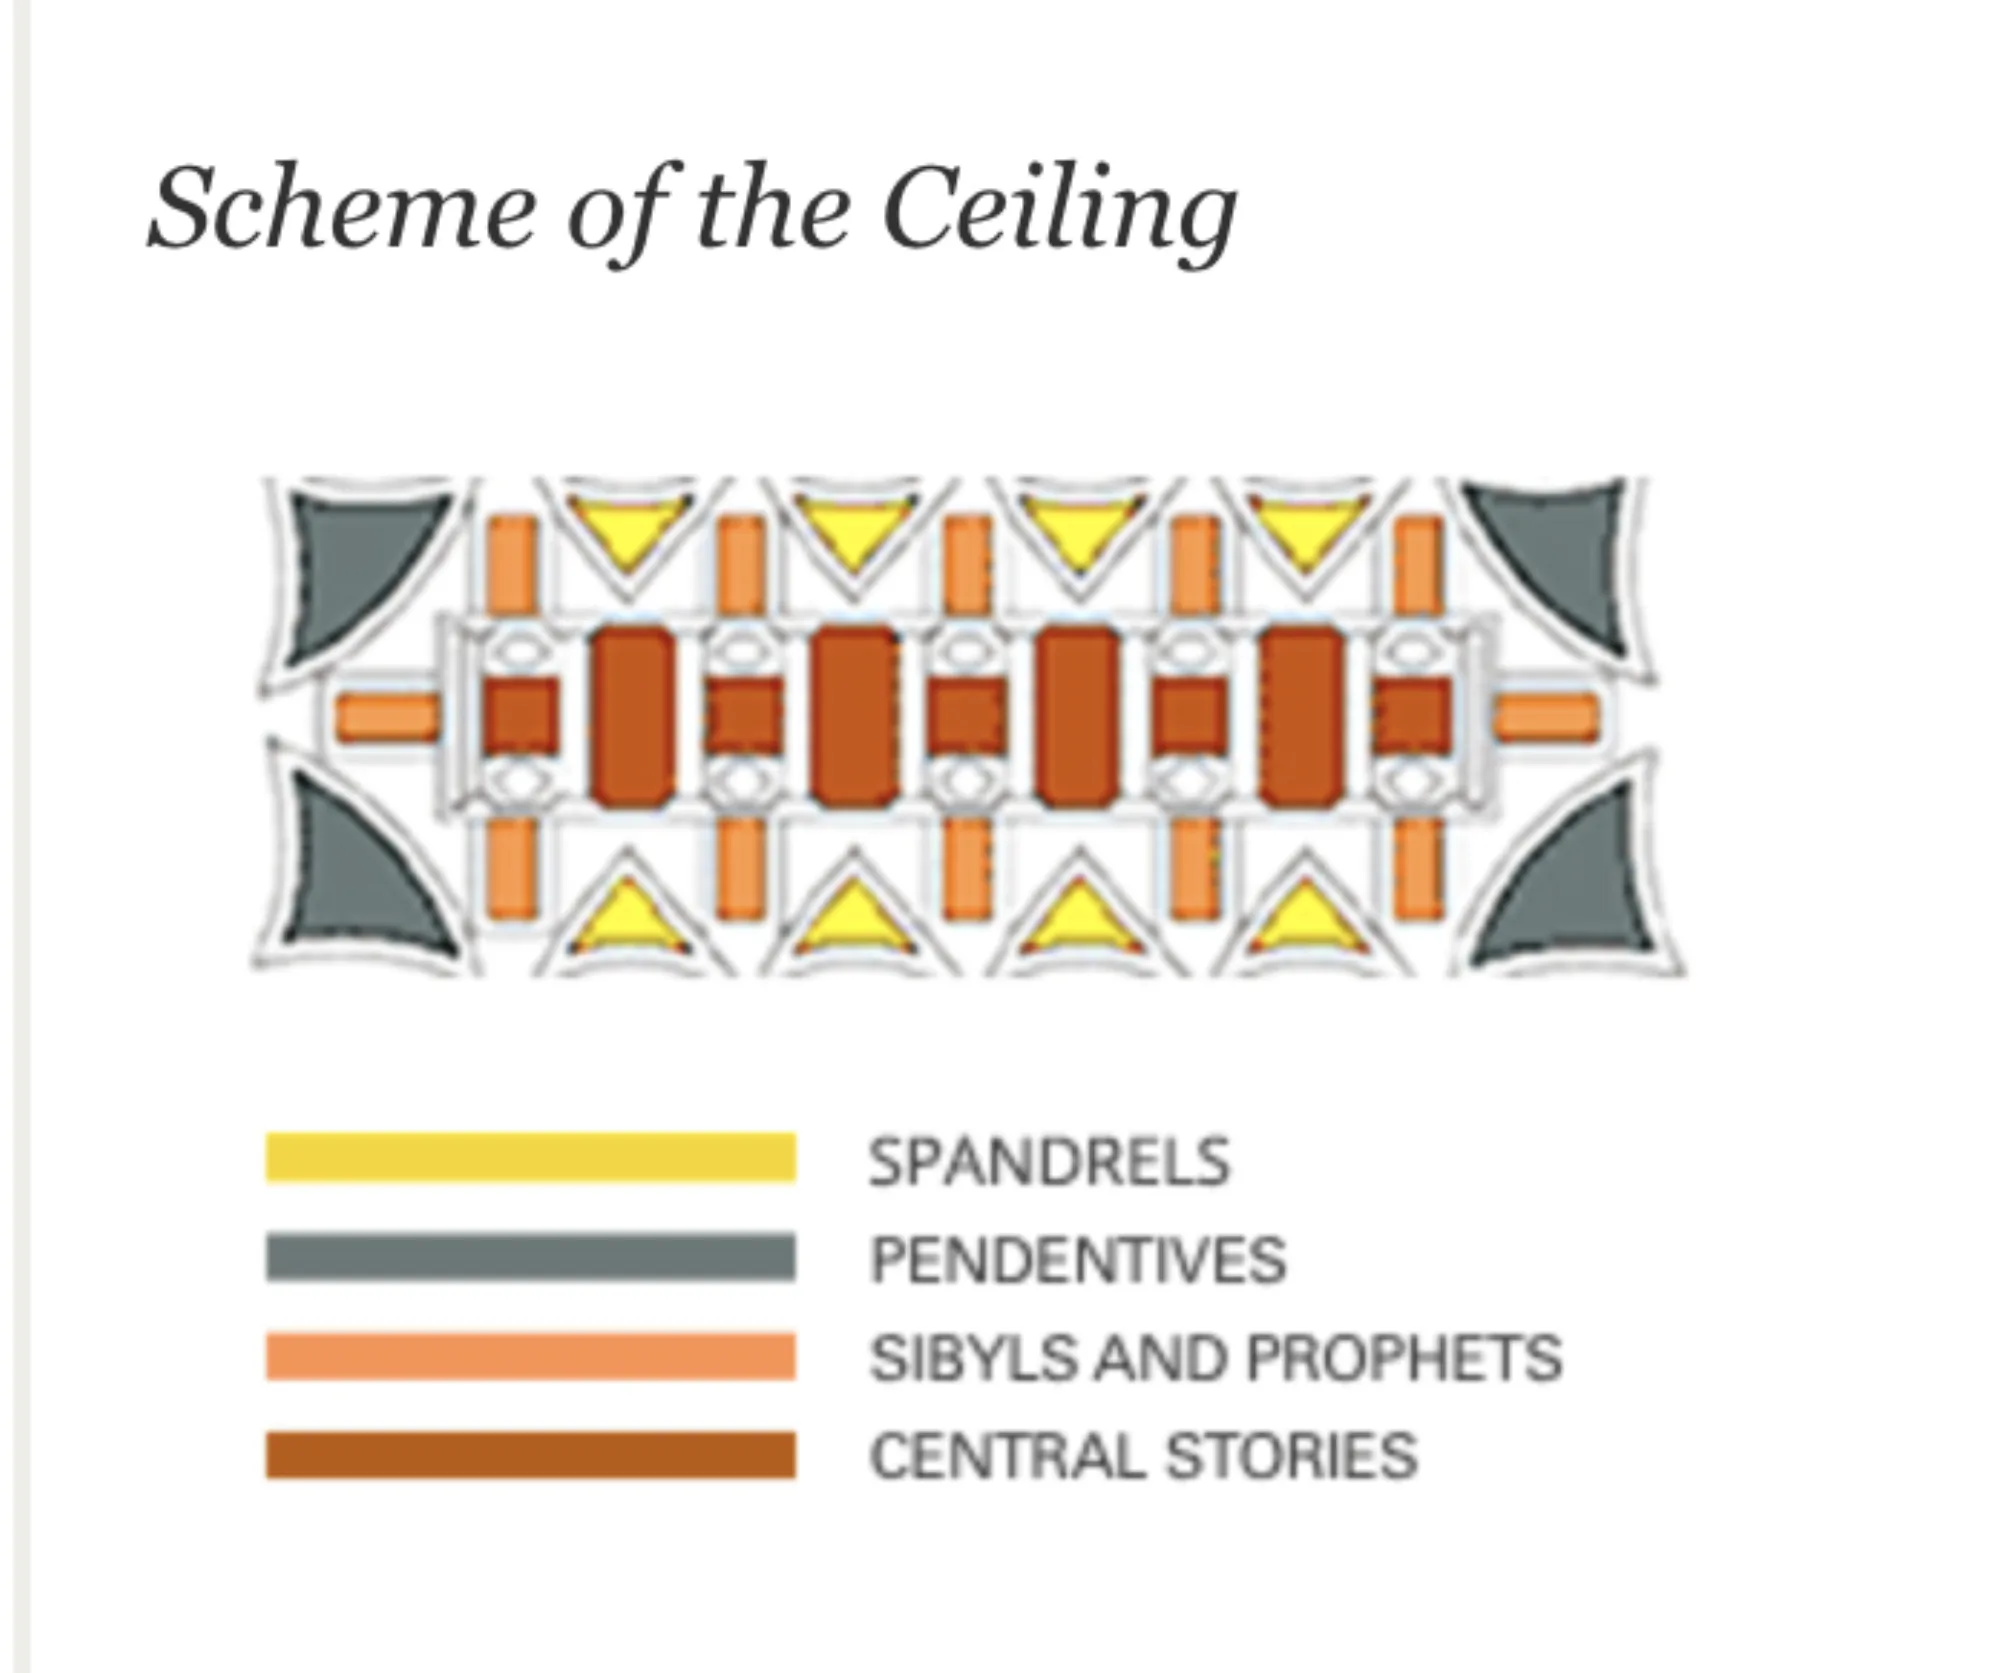 Scheme of the Ceiling
SPANDRELS
PENDENTIVES
SIBYLS AND PROPHETS
CENTRAL STORIES